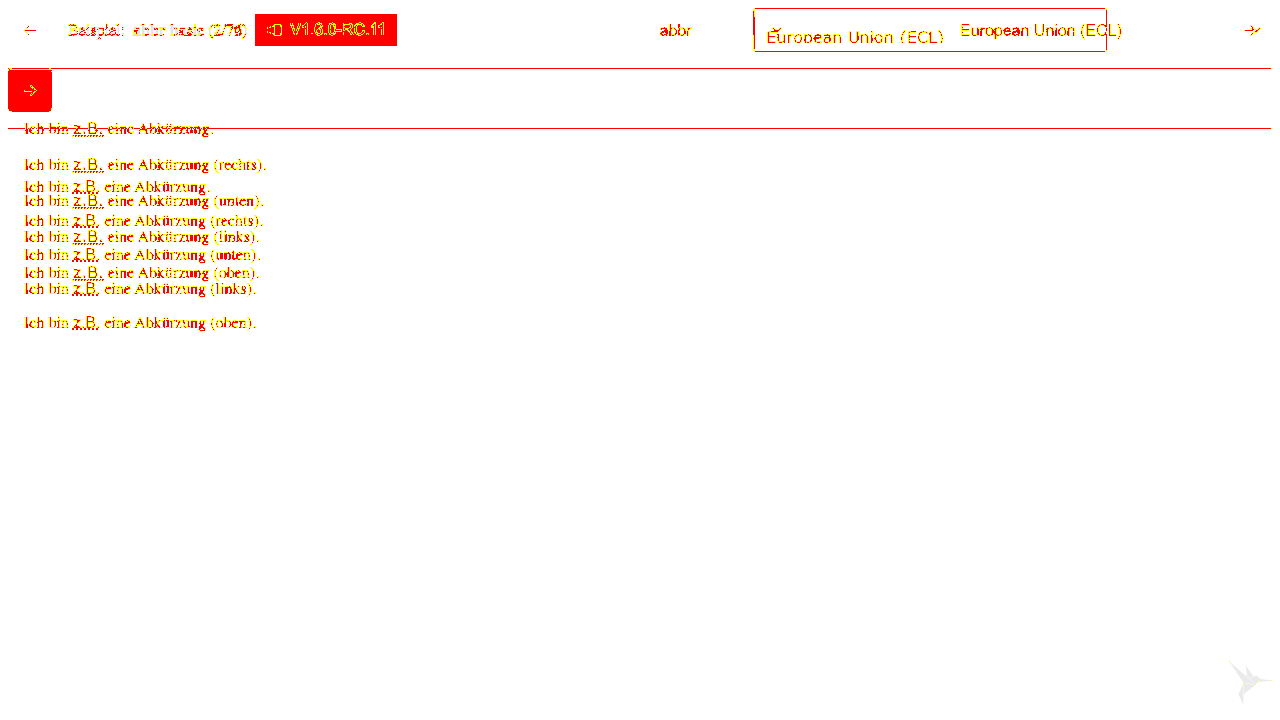 Beispiel: abbr basic V1.6.0-RC.11 abbr European Union (ECL) European Union (ECL)
Ich bin z.B. eine Abkürzung.
Ich bin z.B. eine Abkürzung (rechts).
Ich bin z.B. eine Abkürzung.
Ich bin z.B. eine Abkürzung (unten).
Ich bin z.B. eine Abkürzung (rechts).
Ich bin z.B. eine Abkürzung (links).
Ich bin z.B. eine Abkürzung (unten).
Ich bin z.B. eine Abkürzung (oben).
Ich bin z.B. eine Abkürzung (links).
Ich bin z.B. eine Abkürzung (oben).